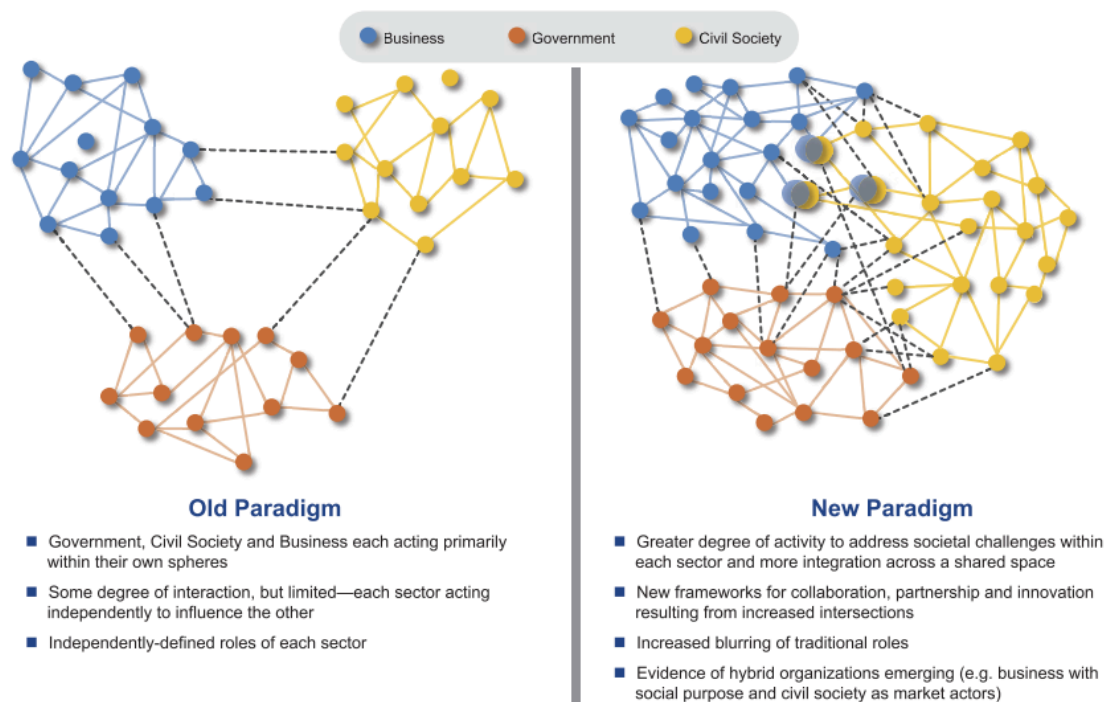 Business
Government
Civil Society
Old Paradigm
Government, Civil Society and Business each acting primarily
within their own spheres
Some degree of interaction, but limited—each sector acting
independently to influence the other
Independently-defined roles of each sector
New Paradigm
Greater degree of activity to address societal challenges within
each sector and more integration across a shared space
New frameworks for collaboration, partnership and innovation
resulting from increased intersections
Increased blurring of traditional roles
Evidence of hybrid organizations emerging (e.g. business with
social purpose and civil society as market actors)